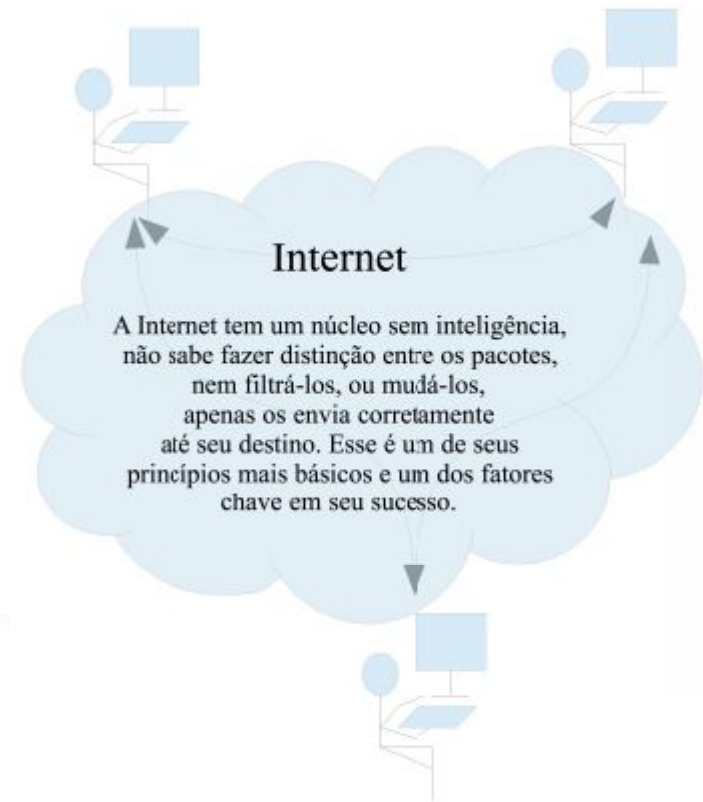 Internet
A Internet tem um núcleo sem inteligência,
não sabe fazer distinção entre os pacotes,
nem filtrá-los, ou mudá-los,
apenas os envia corretamente
até seu destino. Esse é um de seus
princípios mais básicos e um dos fatores
chave em seu sucesso.